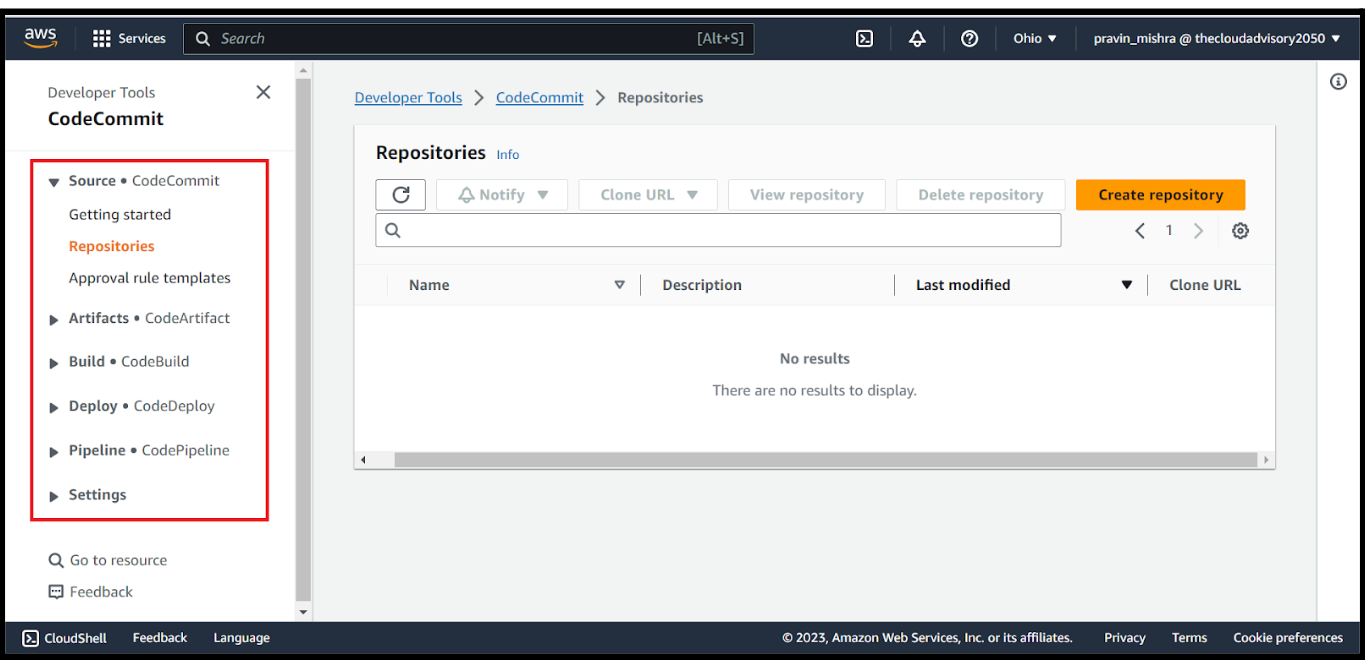 aws Services Search [Alt+S] Ohio pravin_mishra @ thecloudadvisory2050
Developer Tools
CodeCommit
Source • CodeCommit
Getting started
Repositories
Approval rule templates
Artifacts • CodeArtifact
Build • CodeBuild
Deploy • CodeDeploy
Pipeline • CodePipeline
Settings
Go to resource
Feedback
Developer Tools > CodeCommit > Repositories
Repositories Info
Notify Clone URL View repository Delete repository Create repository
1
Name Description Last modified Clone URL
No results
There are no results to display.
CloudShell Feedback Language © 2023, Amazon Web Services, Inc. or its affiliates. Privacy Terms Cookie preferences